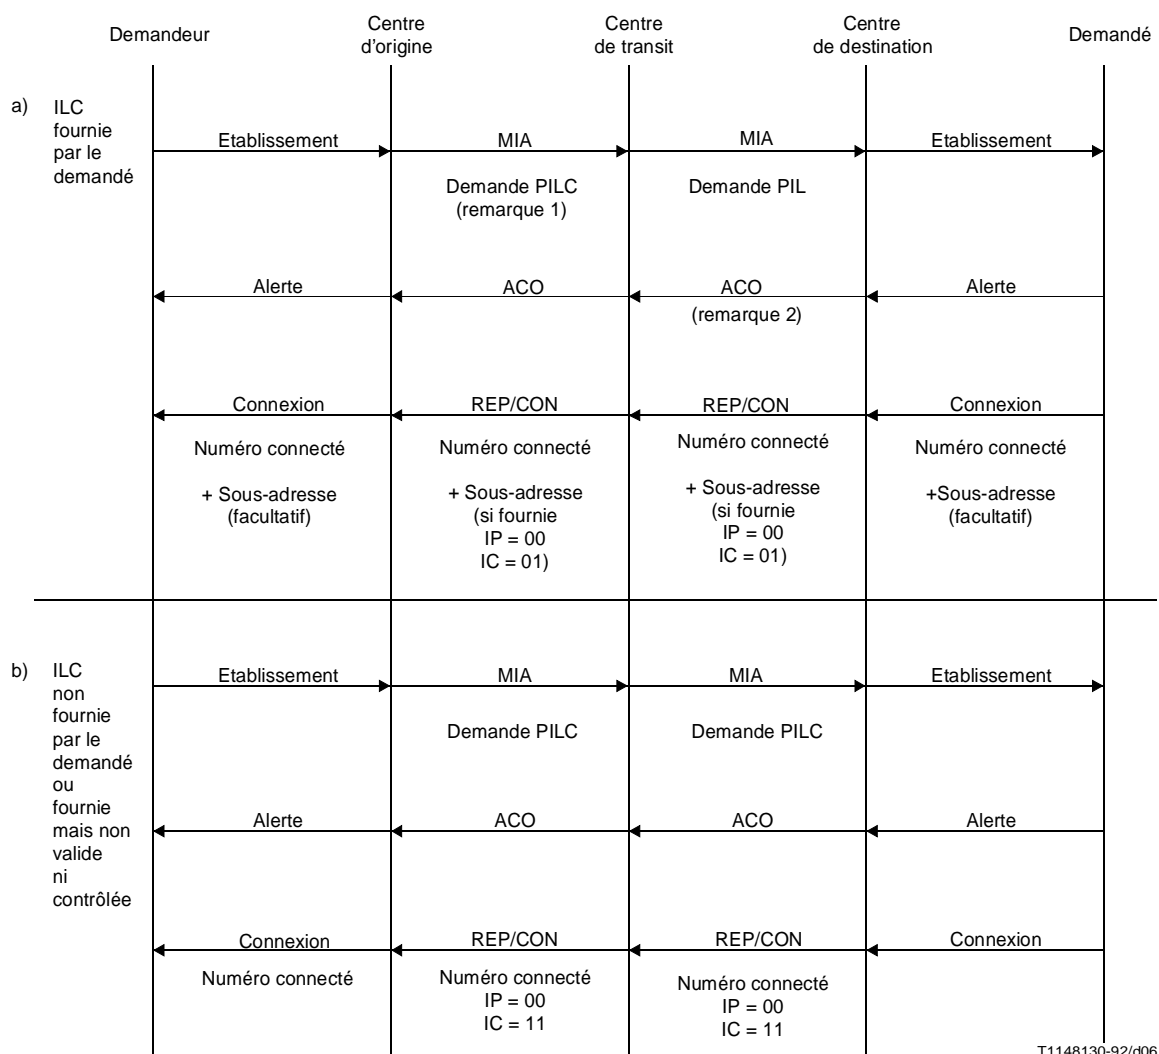 Demandeur
Centre
d'origine
Centre
de transit
Centre
de destination
Demandé
a) ILC
fournie
par le
demandé
Etablissement
MIA
MIA
Etablissement
Demande PILC
(remarque 1)
Demande PIL
Alerte
ACO
ACO
(remarque 2)
Alerte
Connexion
REP/CON
REP/CON
Connexion
Numéro connecté
+ Sous-adresse
(facultatif)
Numéro connecté
+ Sous-adresse
(si fournie
IP = 00
IC = 01)
Numéro connecté
+ Sous-adresse
(si fournie
IP = 00
IC = 01)
Numéro connecté
+Sous-adresse
(facultatif)
b) ILC
non
fournie
par le
demandé
ou
fournie
mais non
valide
ni
contrôlée
Etablissement
MIA
MIA
Etablissement
Demande PILC
Demande PILC
Alerte
ACO
ACO
Alerte
Connexion
REP/CON
REP/CON
Connexion
Numéro connecté
Numéro connecté
IP = 00
IC = 11
Numéro connecté
IP = 00
IC = 11
T1148130-92/d06